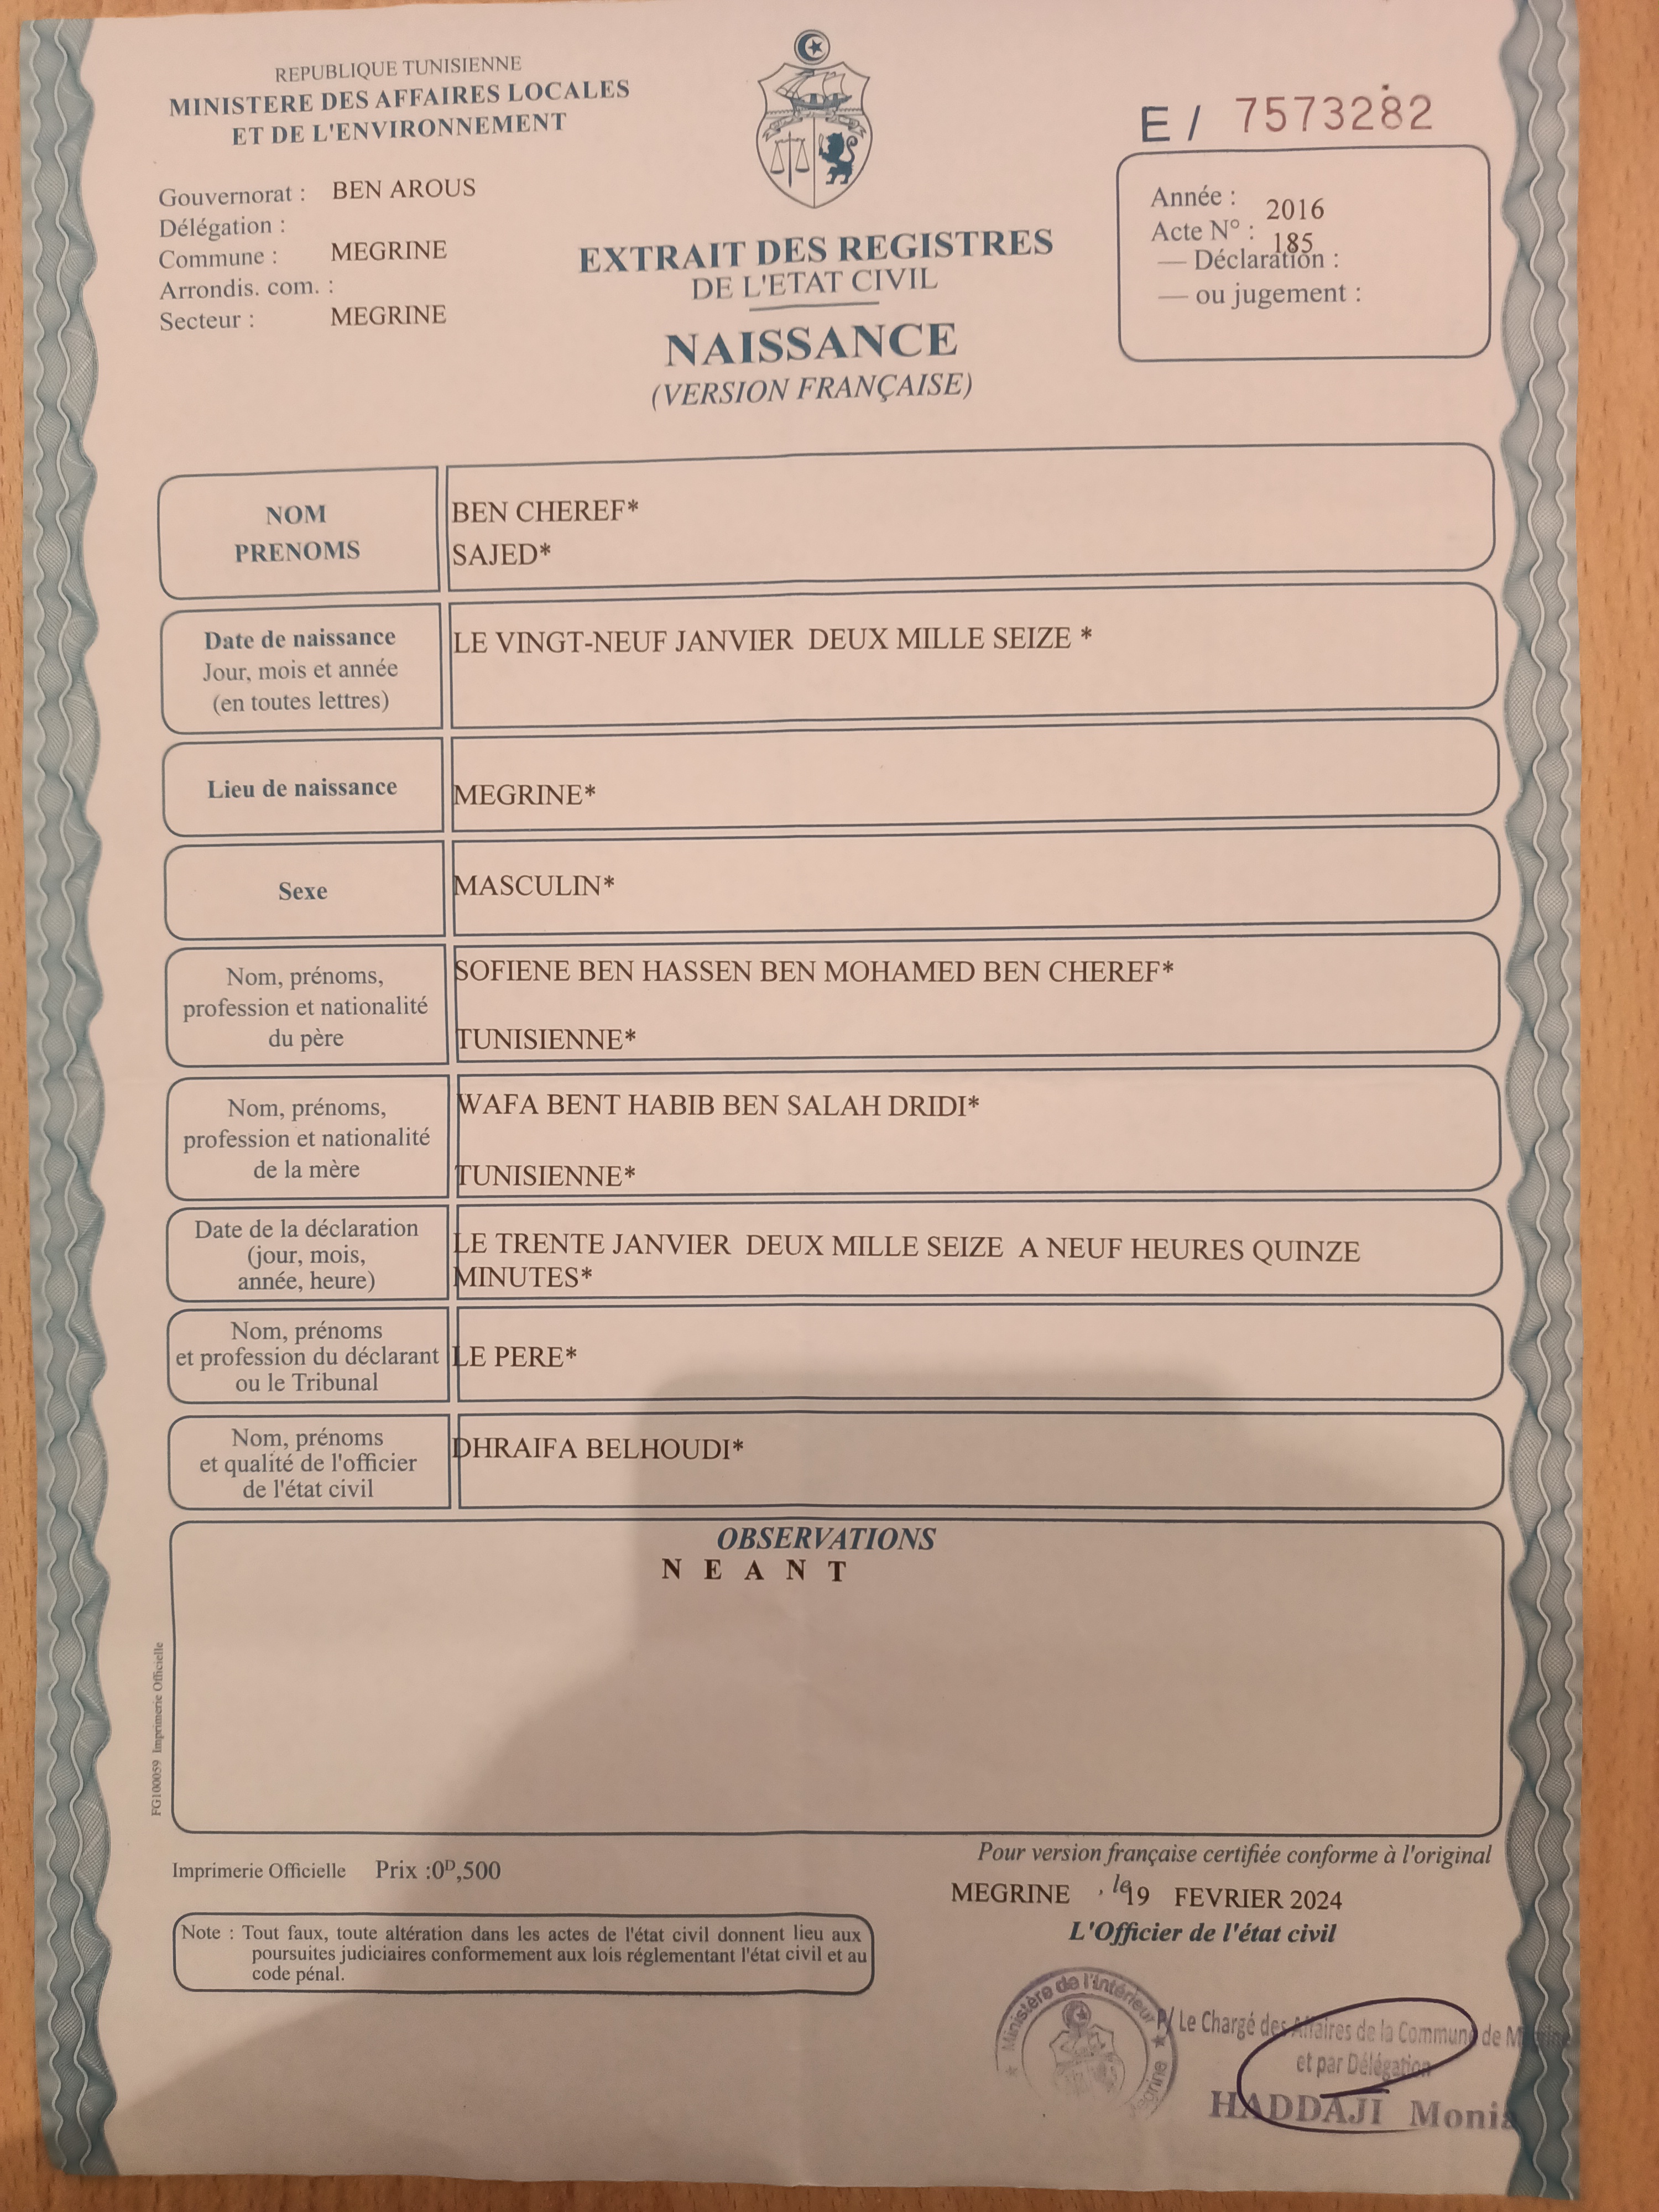 REPUBLIQUE TUNISIENNE
MINISTERE DES AFFAIRES LOCALES
ET DE L'ENVIRONNEMENT
Gouvernorat : BEN AROUS
Délégation :
Commune : MEGRINE
Arrondis. com. :
Secteur : MEGRINE
EXTRAIT DES REGISTRES
DE L'ETAT CIVIL
NAISSANCE
(VERSION FRANÇAISE)
E / 7573282
Année : 2016
Acte N° : 185
— Déclaration :
— ou jugement :
NOM
PRENOMS
BEN CHEREF*
SAJED*
Date de naissance
Jour, mois et année
(en toutes lettres)
LE VINGT-NEUF JANVIER DEUX MILLE SEIZE *
Lieu de naissance
MEGRINE*
Sexe
MASCULIN*
Nom, prénoms,
profession et nationalité
du père
SOFIENE BEN HASSEN BEN MOHAMED BEN CHEREF*
TUNISIENNE*
Nom, prénoms,
profession et nationalité
de la mère
WAFA BENT HABIB BEN SALAH DRIDI*
TUNISIENNE*
Date de la déclaration
(jour, mois,
année, heure)
LE TRENTE JANVIER DEUX MILLE SEIZE A NEUF HEURES QUINZE
MINUTES*
Nom, prénoms
et profession du déclarant
ou le Tribunal
LE PERE*
Nom, prénoms
et qualité de l'officier
de l'état civil
DHRAIFA BELHOUDI*
OBSERVATIONS
N E A N T
FG100059 Imprimerie Officielle
Imprimerie Officielle Prix :0ᴰ,500
Note : Tout faux, toute altération dans les actes de l'état civil donnent lieu aux
poursuites judiciaires conformement aux lois réglementant l'état civil et au
code pénal.
Pour version française certifiée conforme à l'original
MEGRINE , le 19 FEVRIER 2024
L'Officier de l'état civil
Ministère de l'Intérieur
P/ Le Chargé des Affaires de la Commune de
et par Délégation
HADDAJI Monia